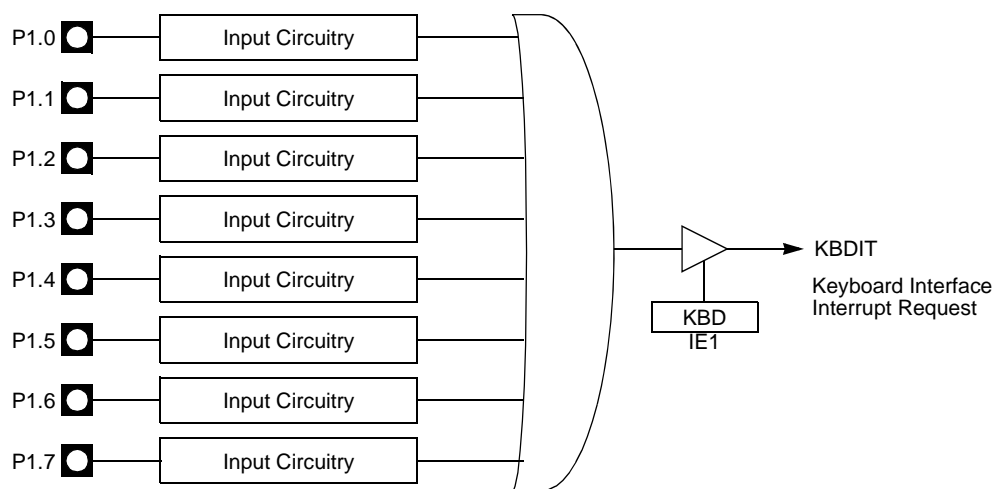 P1.0 Input Circuitry
P1.1 Input Circuitry
P1.2 Input Circuitry
P1.3 Input Circuitry
P1.4 Input Circuitry
P1.5 Input Circuitry
P1.6 Input Circuitry
P1.7 Input Circuitry
KBDIT
Keyboard Interface
Interrupt Request
KBD
IE1